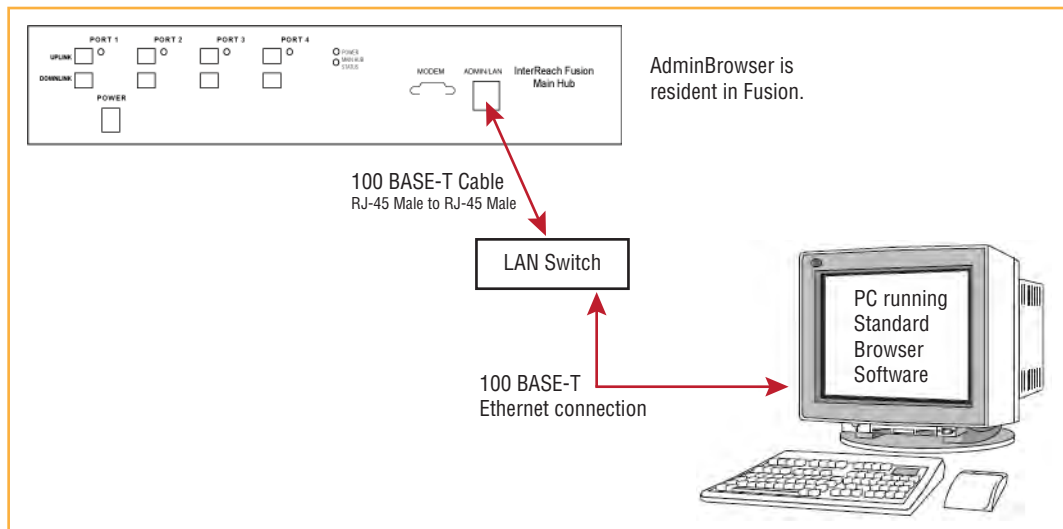 PORT 1 PORT 2 PORT 3 PORT 4
UPLINK
DOWNLINK
POWER
POWER
MAIN HUB
STATUS
MODEM
ADMIN/LAN
InterReach Fusion
Main Hub
AdminBrowser is
resident in Fusion.
100 BASE-T Cable
RJ-45 Male to RJ-45 Male
LAN Switch
PC running
Standard
Browser
Software
100 BASE-T
Ethernet connection